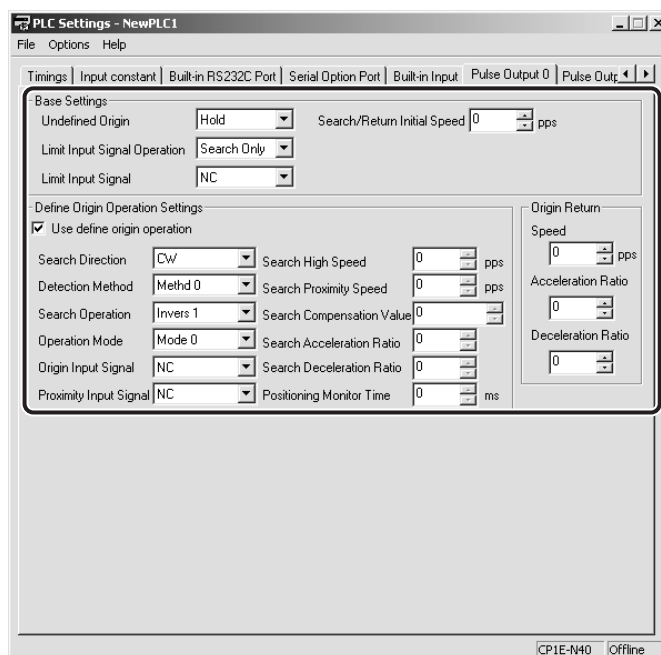 PLC Settings - NewPLC1
File Options Help
Timings Input constant Built-in RS232C Port Serial Option Port Built-in Input Pulse Output 0 Pulse Outp
Base Settings
Undefined Origin Hold Search/Return Initial Speed 0 pps
Limit Input Signal Operation Search Only
Limit Input Signal NC
Define Origin Operation Settings Origin Return
Use define origin operation Speed
0 pps
Search Direction CW Search High Speed 0 pps
Detection Method Methd 0 Search Proximity Speed 0 pps Acceleration Ratio
Search Operation Invers 1 Search Compensation Value 0 0
Operation Mode Mode 0 Search Acceleration Ratio 0 Deceleration Ratio
Origin Input Signal NC Search Deceleration Ratio 0 0
Proximity Input Signal NC Positioning Monitor Time 0 ms
CP1E-N40 Offline